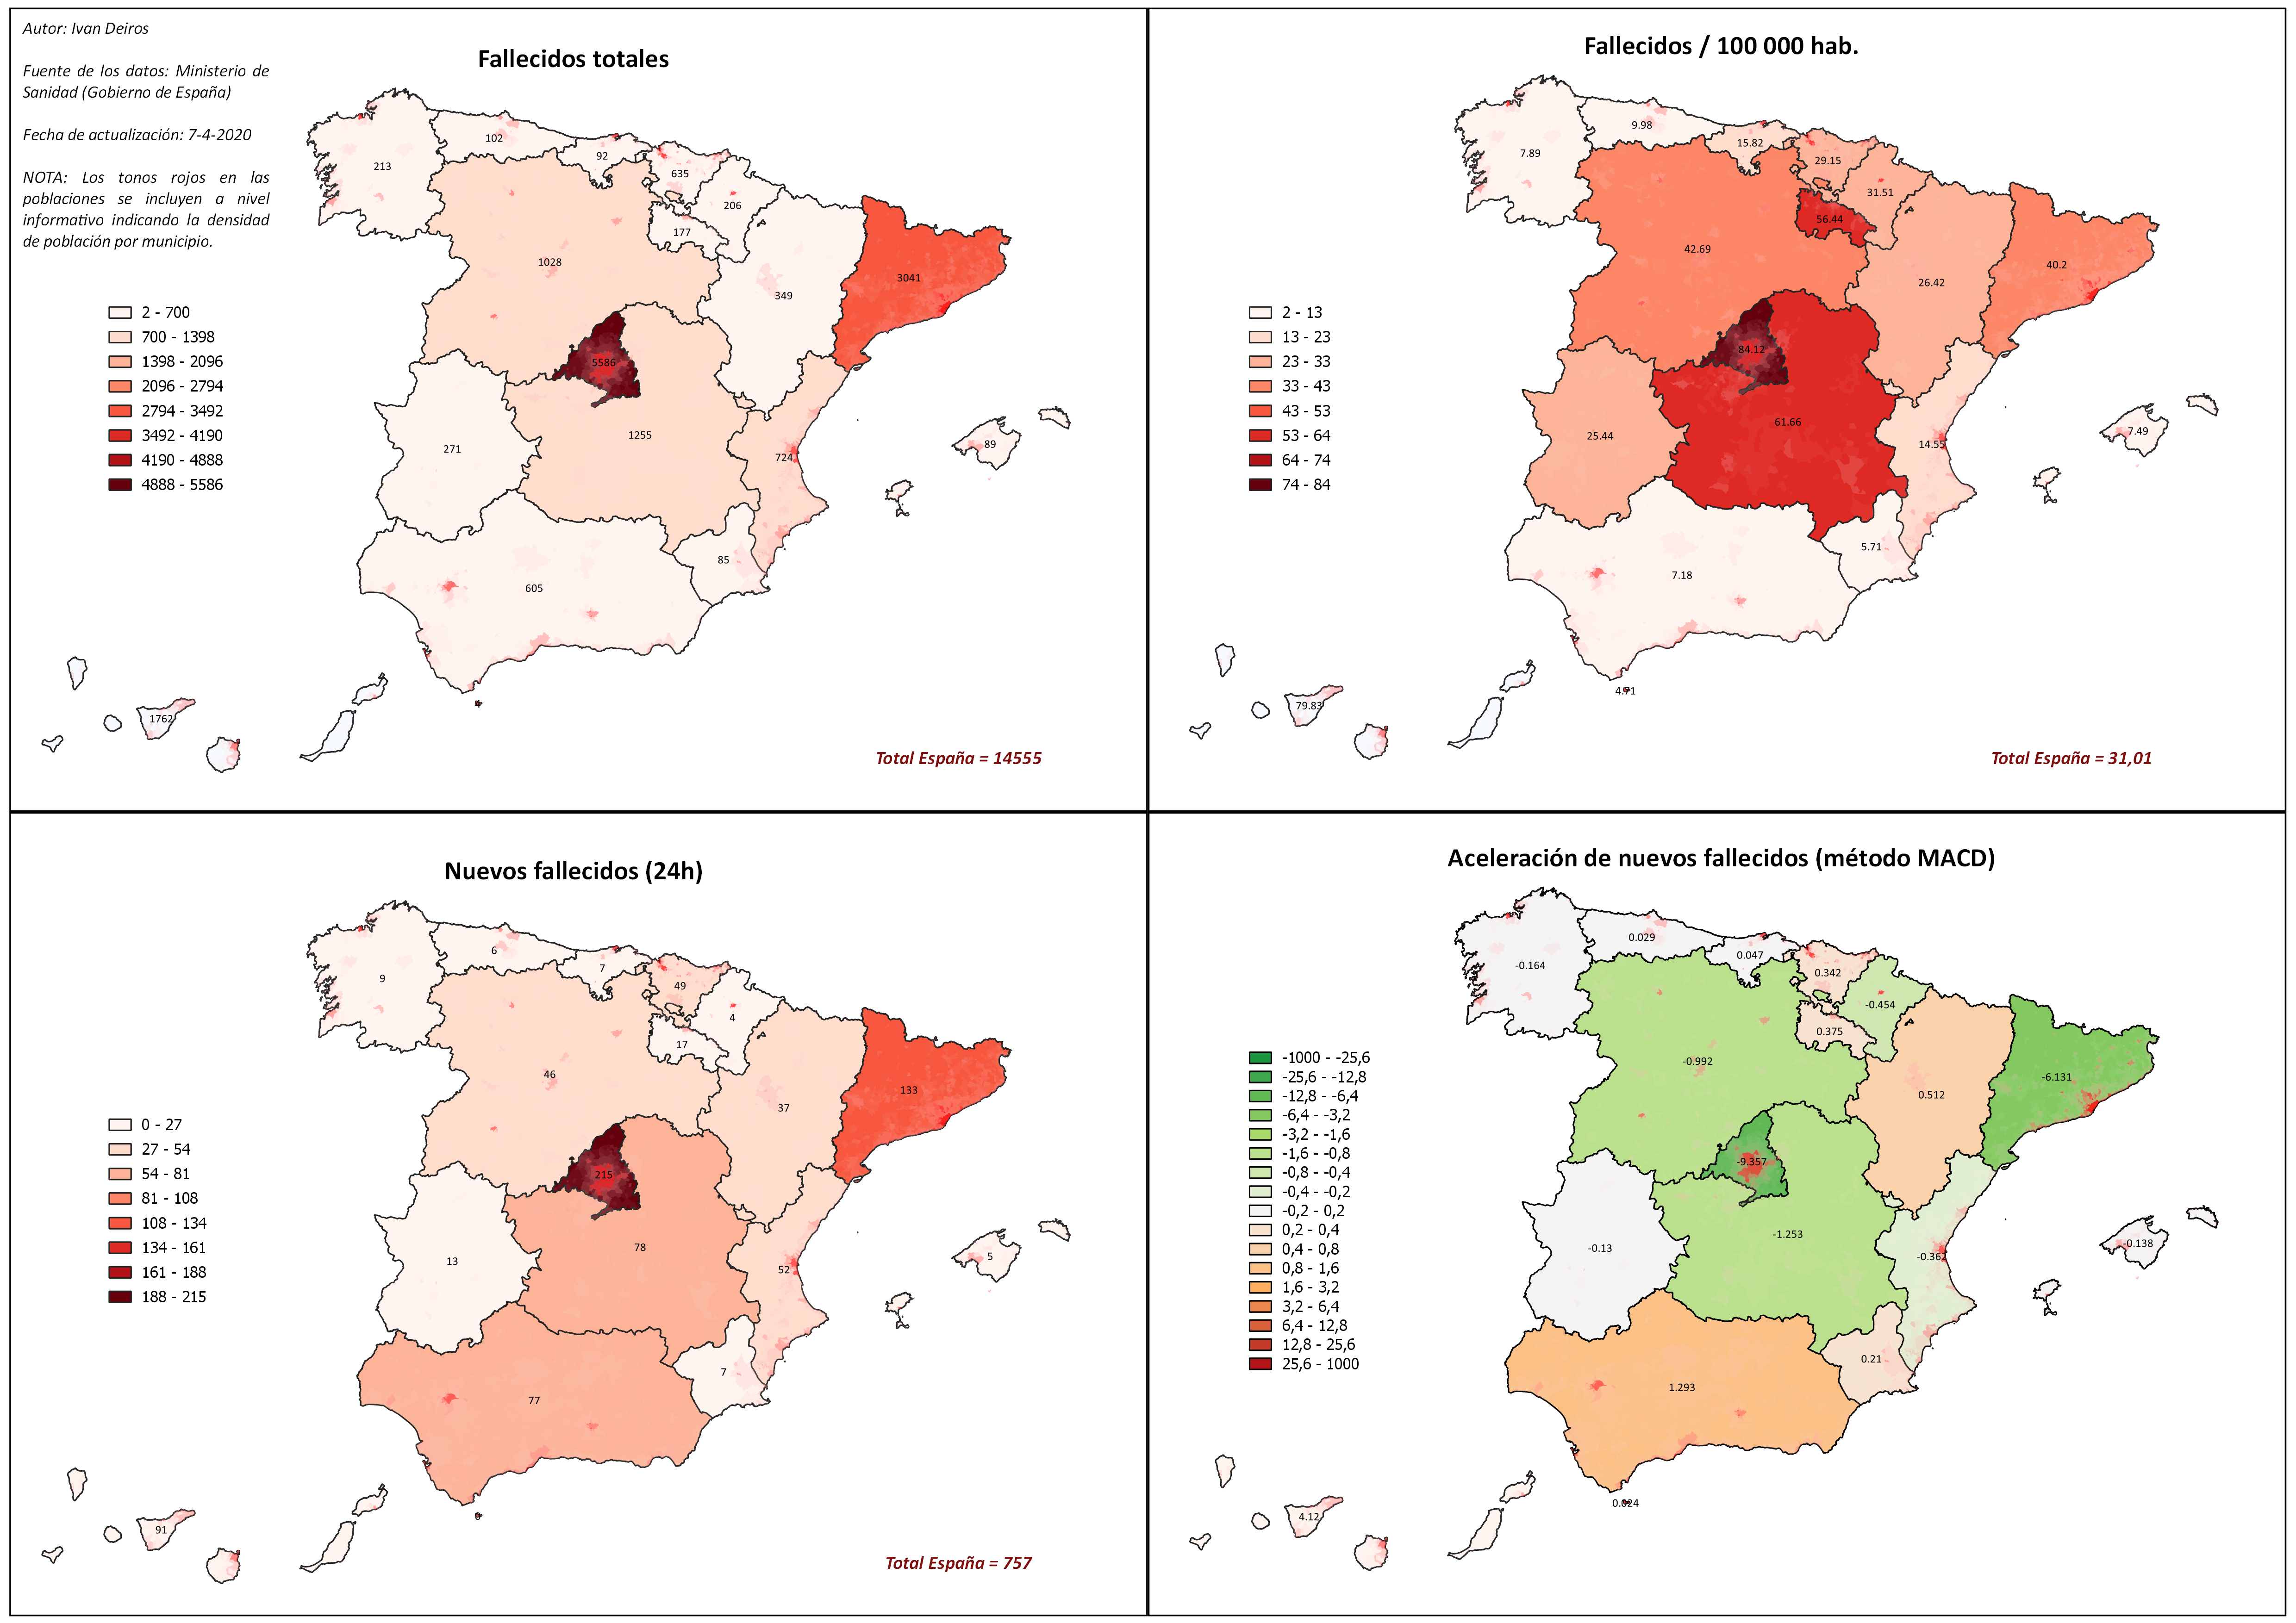 Autor: Ivan Deiros
Fuente de los datos: Ministerio de
Sanidad (Gobierno de España)
Fecha de actualización: 7-4-2020
NOTA: Los tonos rojos en las
poblaciones se incluyen a nivel
informativo indicando la densidad
de población por municipio.
Fallecidos totales
2 - 700
700 - 1398
1398 - 2096
2096 - 2794
2794 - 3492
3492 - 4190
4190 - 4888
4888 - 5586
213
102
92
635
206
177
1028
349
3041
5586
1255
271
724
89
85
605
1762
Total España = 14555
Fallecidos / 100 000 hab.
2 - 13
13 - 23
23 - 33
33 - 43
43 - 53
53 - 64
64 - 74
74 - 84
7.89
9.98
15.82
29.15
31.51
56.44
42.69
26.42
40.2
84.12
61.66
25.44
14.55
7.49
5.71
7.18
4.71
79.83
Total España = 31,01
Nuevos fallecidos (24h)
0 - 27
27 - 54
54 - 81
81 - 108
108 - 134
134 - 161
161 - 188
188 - 215
9
6
7
49
4
17
46
37
133
215
78
13
52
5
7
77
0
91
Total España = 757
Aceleración de nuevos fallecidos (método MACD)
-1000 - -25,6
-25,6 - -12,8
-12,8 - -6,4
-6,4 - -3,2
-3,2 - -1,6
-1,6 - -0,8
-0,8 - -0,4
-0,4 - -0,2
-0,2 - 0,2
0,2 - 0,4
0,4 - 0,8
0,8 - 1,6
1,6 - 3,2
3,2 - 6,4
6,4 - 12,8
12,8 - 25,6
25,6 - 1000
-0.164
0.029
0.047
0.342
-0.454
0.375
-0.992
0.512
-6.131
-9.357
-1.253
-0.13
-0.362
-0.138
0.21
1.293
0.024
4.12